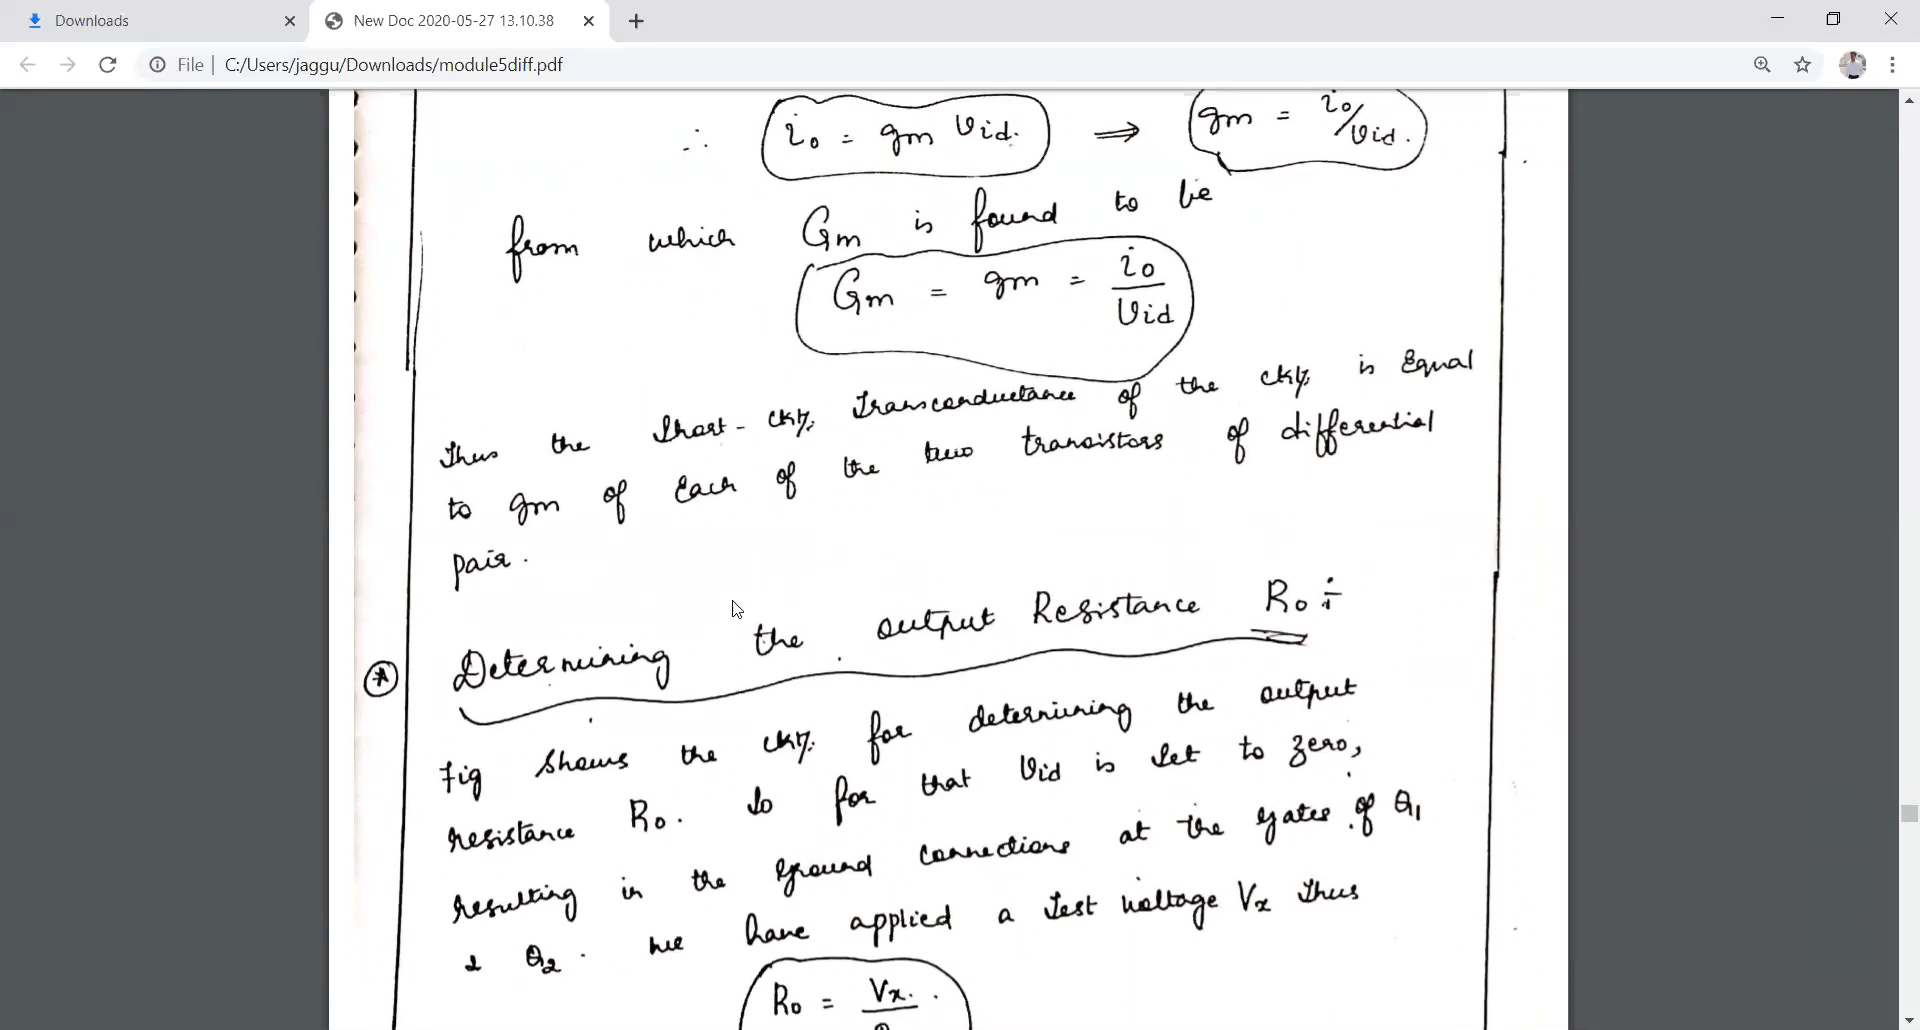 Downloads
New Doc 2020-05-27 13.10.38
File | C:/Users/jaggu/Downloads/module5diff.pdf
∴ i₀ = gm Vid. ⟹ gm = i₀/Vid.
from which Gm is found to be
Gm = gm = i₀/Vid
Thus the Short-ckt. Transconductance of the ckt. is Equal
to gm of Each of the two transistors of differential
pair.
Determining the output Resistance Ro ÷
Fig shows the ckt. for determining the output
resistance Ro. So for that Vid is Set to zero,
resulting in the ground connections at the gates of Q1
& Q2. we have applied a test voltage Vx Thus
Ro = Vx.